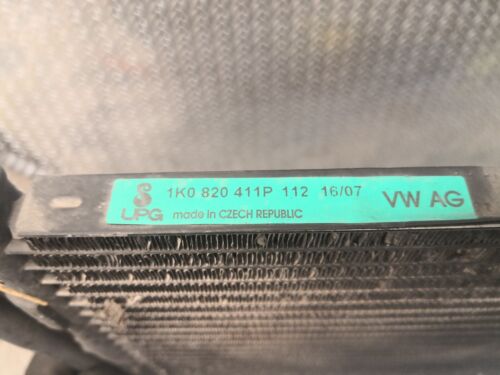 1K0 820 411P 112 16/07 VW AG
LPG made in CZECH REPUBLIC